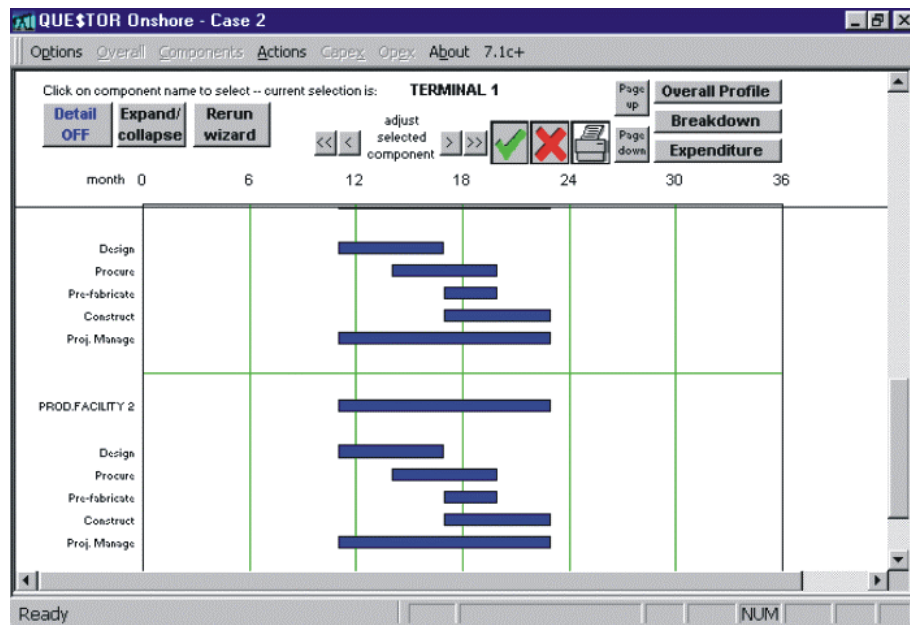 QUE$TOR Onshore - Case 2
Options Overall Components Actions Capex Opex About 7.1c+
Click on component name to select -- current selection is: TERMINAL 1
Detail OFF
Expand/ collapse
Rerun wizard
<< <
adjust selected component
> >>
Page up
Page down
Overall Profile
Breakdown
Expenditure
month 0 6 12 18 24 30 36
Design
Procure
Pre-fabricate
Construct
Proj. Manage
PROD.FACILITY 2
Design
Procure
Pre-fabricate
Construct
Proj. Manage
Ready NUM